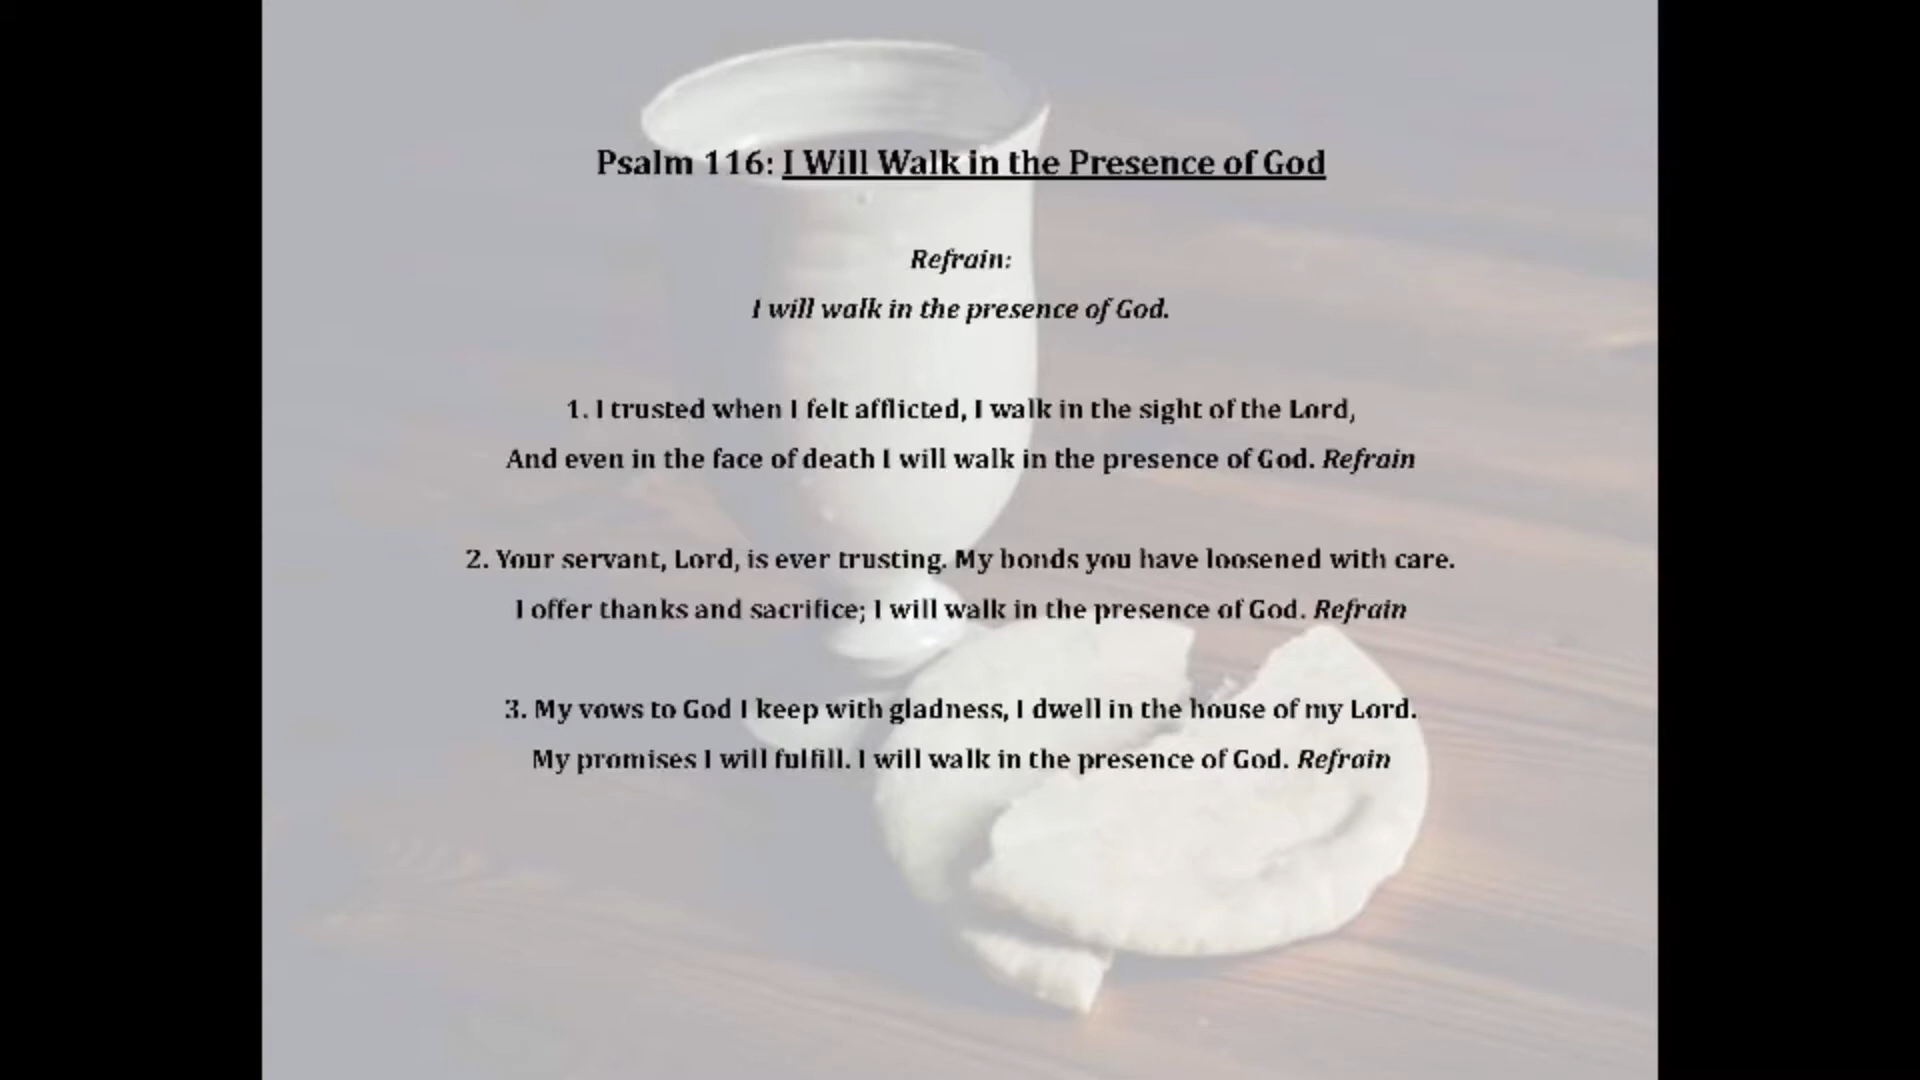 Psalm 116: I Will Walk in the Presence of God
Refrain:
I will walk in the presence of God.
1. I trusted when I felt afflicted, I walk in the sight of the Lord,
And even in the face of death I will walk in the presence of God. Refrain
2. Your servant, Lord, is ever trusting. My bonds you have loosened with care.
I offer thanks and sacrifice; I will walk in the presence of God. Refrain
3. My vows to God I keep with gladness, I dwell in the house of my Lord.
My promises I will fulfill. I will walk in the presence of God. Refrain